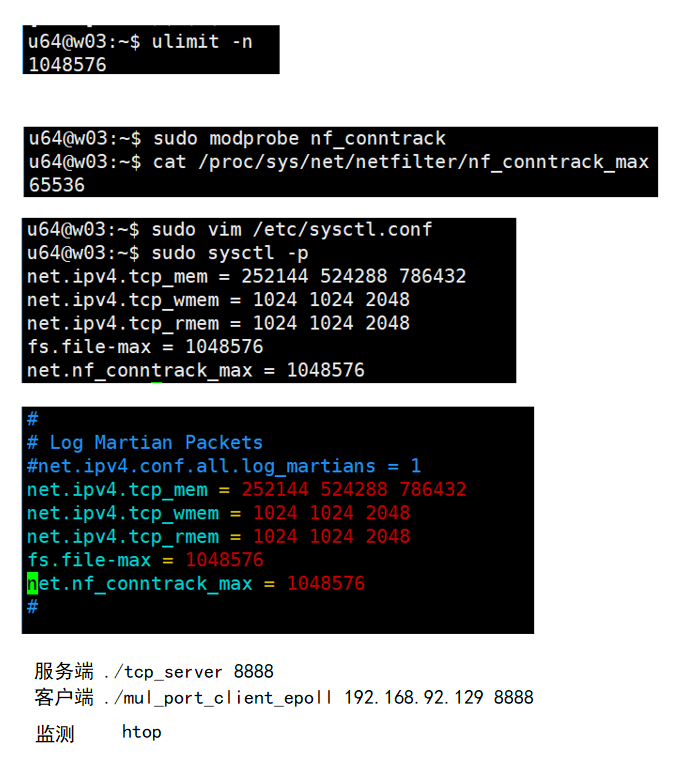 u64@w03:~$ ulimit -n
1048576
u64@w03:~$ sudo modprobe nf_conntrack
u64@w03:~$ cat /proc/sys/net/netfilter/nf_conntrack_max
65536
u64@w03:~$ sudo vim /etc/sysctl.conf
u64@w03:~$ sudo sysctl -p
net.ipv4.tcp_mem = 252144 524288 786432
net.ipv4.tcp_wmem = 1024 1024 2048
net.ipv4.tcp_rmem = 1024 1024 2048
fs.file-max = 1048576
net.nf_conntrack_max = 1048576
#
# Log Martian Packets
#net.ipv4.conf.all.log_martians = 1
net.ipv4.tcp_mem = 252144 524288 786432
net.ipv4.tcp_wmem = 1024 1024 2048
net.ipv4.tcp_rmem = 1024 1024 2048
fs.file-max = 1048576
net.nf_conntrack_max = 1048576
#
服务端 ./tcp_server 8888
客户端 ./mul_port_client_epoll 192.168.92.129 8888
监测 htop